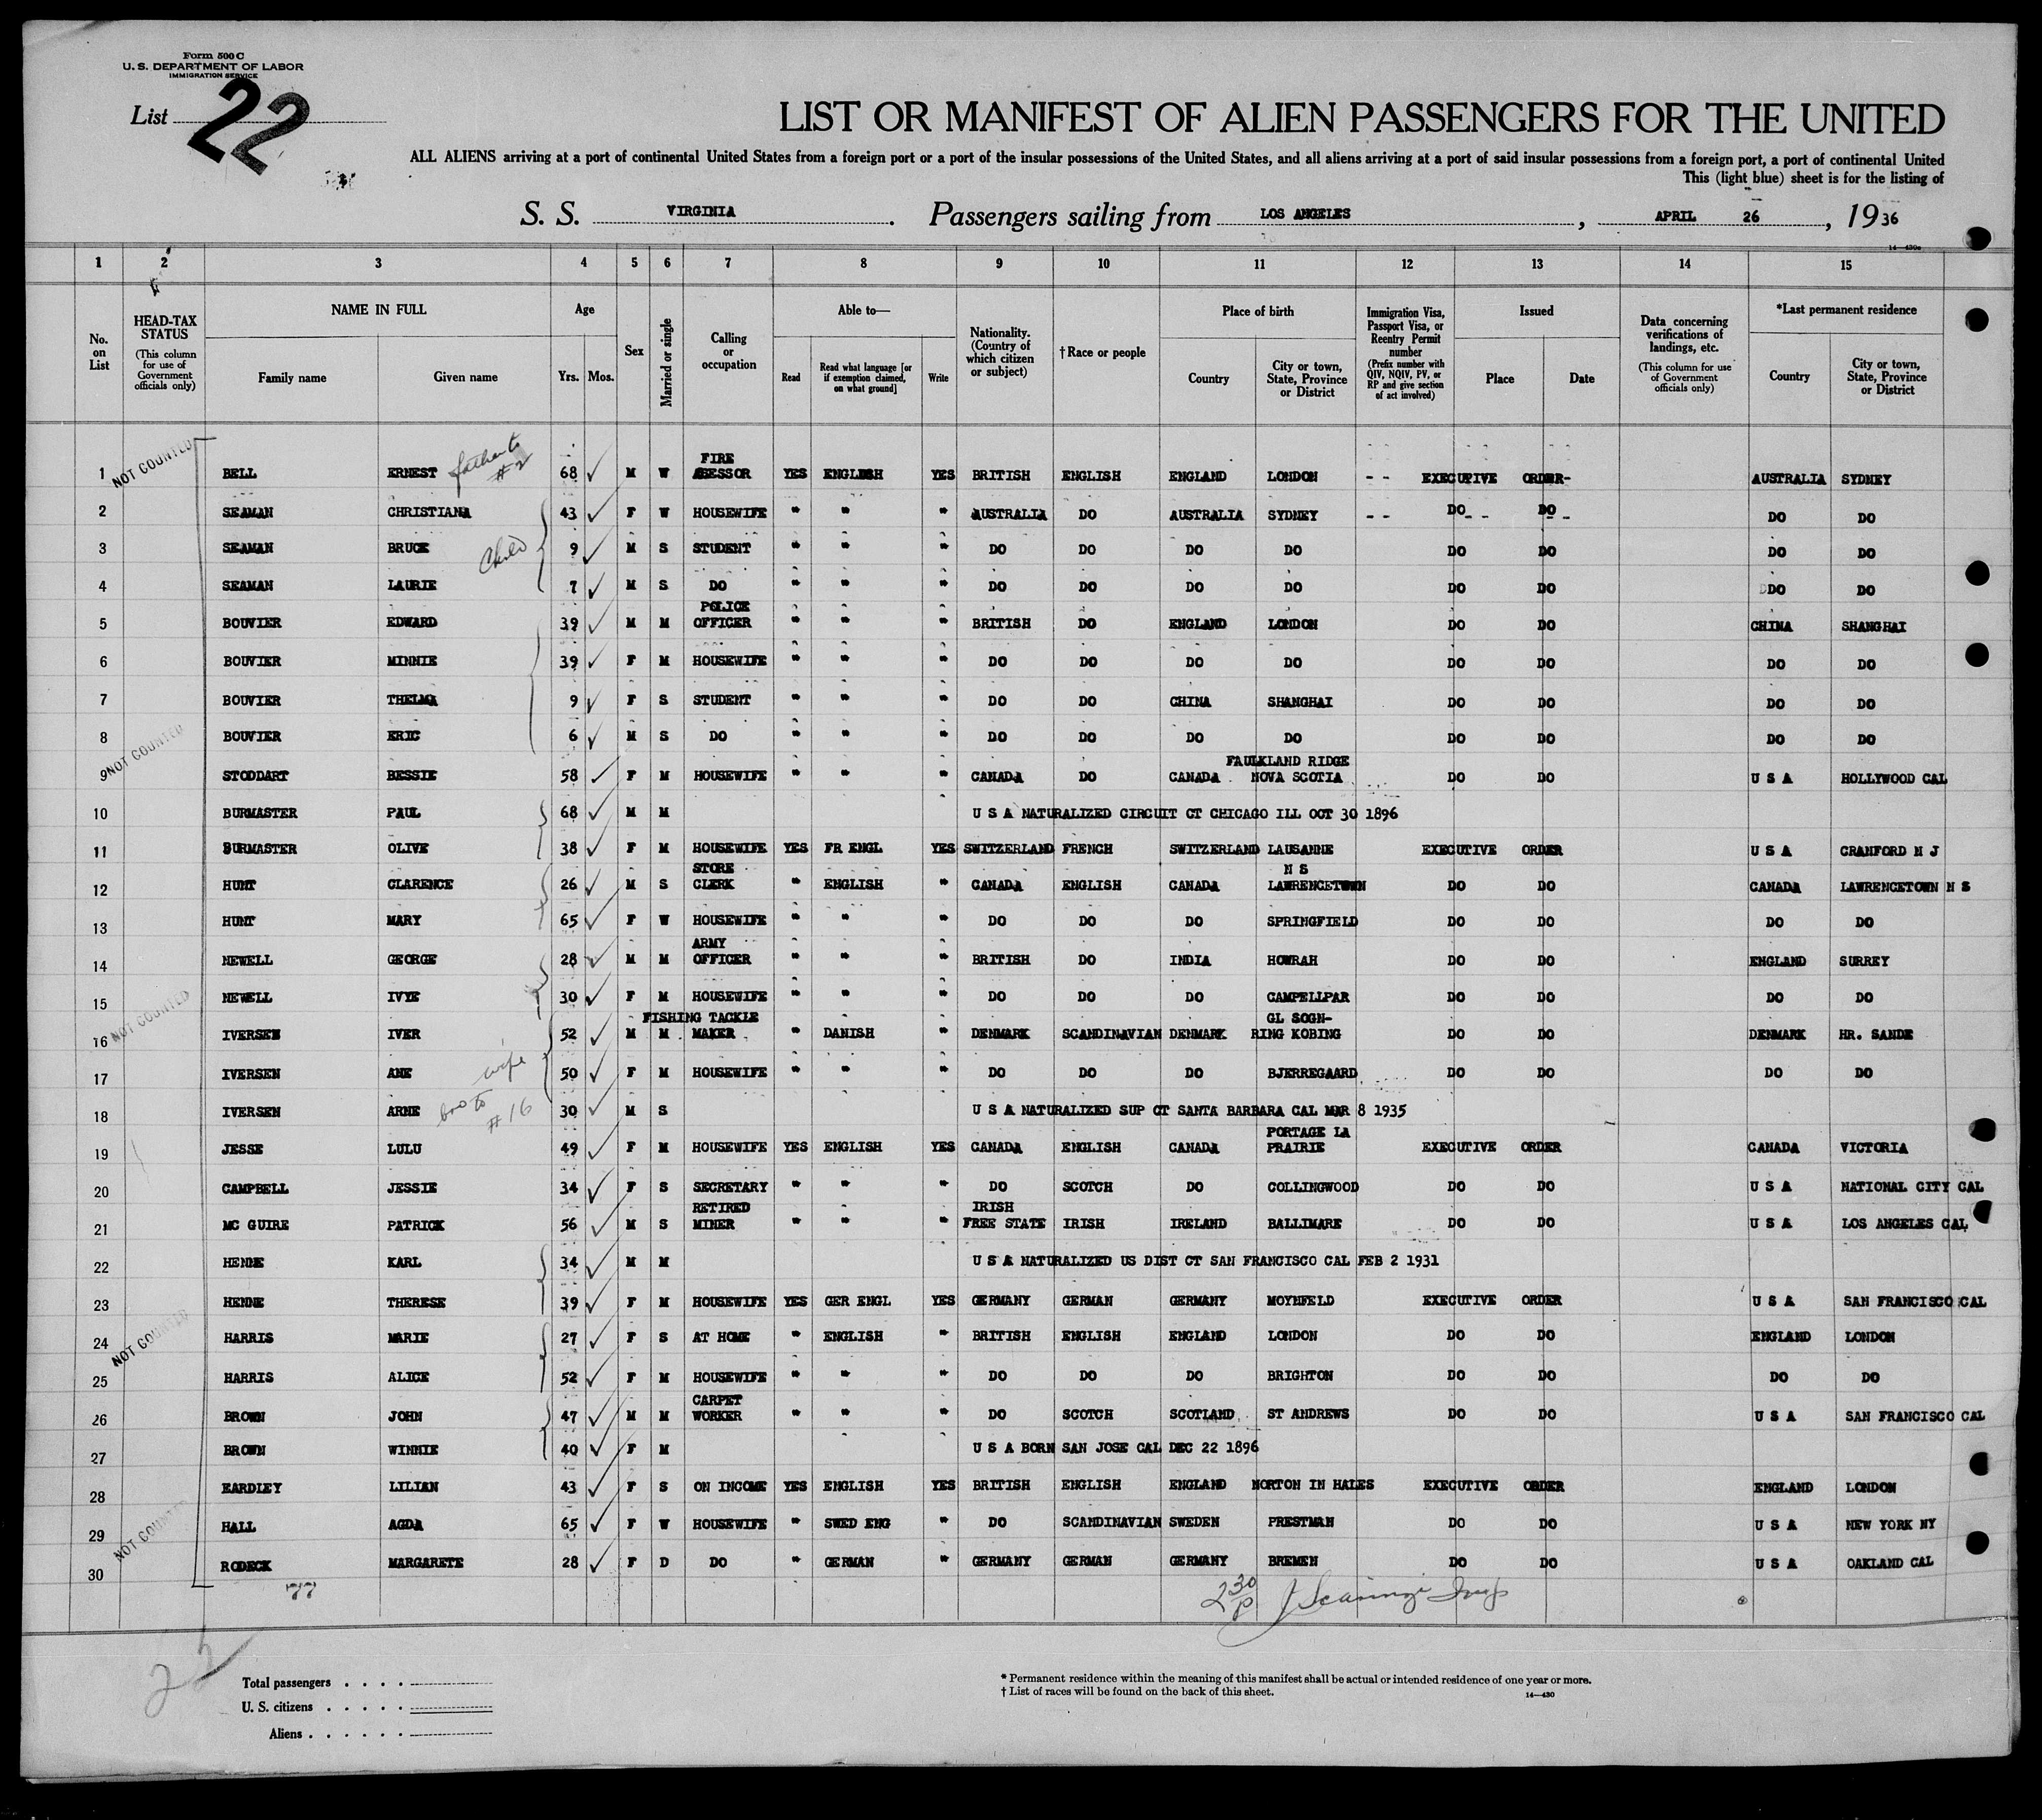 Form 500 C
U. S. DEPARTMENT OF LABOR
IMMIGRATION SERVICE
List 22
LIST OR MANIFEST OF ALIEN PASSENGERS FOR THE UNITED
ALL ALIENS arriving at a port of continental United States from a foreign port or a port of the insular possessions of the United States, and all aliens arriving at a port of said insular possessions from a foreign port, a port of continental United
This (light blue) sheet is for the listing of
S. S. VIRGINIA. Passengers sailing from LOS ANGELES, APRIL 26, 1936
14—430a
1 2 3 4 5 6 7 8 9 10 11 12 13 14 15
No. on List
HEAD-TAX STATUS (This column for use of Government officials only)
NAME IN FULL
Family name Given name
Age
Yrs. Mos.
Sex
Married or single
Calling or occupation
Able to—
Read Read what language [or if exemption claimed, on what ground] Write
Nationality. (Country of which citizen or subject)
†Race or people
Place of birth
Country City or town, State, Province or District
Immigration Visa, Passport Visa, or Reentry Permit number (Prefix number with QIV, NQIV, PV, or RP and give section of act involved)
Issued
Place Date
Data concerning verifications of landings, etc. (This column for use of Government officials only)
*Last permanent residence
Country City or town, State, Province or District
NOT COUNTED
father to #2
FIRE
1 BELL ERNEST 68 M W ABESSOR YES ENGLISH YES BRITISH ENGLISH ENGLAND LONDON - - EXECUTIVE ORDER- AUSTRALIA SYDNEY
2 SEAMAN CHRISTIANA 43 F W HOUSEWIFE " " " AUSTRALIA DO AUSTRALIA SYDNEY - - DO - - DO - - DO DO
3 SEAMAN BRUCE 9 M S STUDENT " " " DO DO DO DO DO DO DO DO
4 SEAMAN LAURIE 7 M S DO " " " DO DO DO DO DO DO DO DO
POLICE
5 BOUVIER EDWARD 39 M M OFFICER " " " BRITISH DO ENGLAND LONDON DO DO CHINA SHANGHAI
6 BOUVIER MINNIE 39 F M HOUSEWIFE " " " DO DO DO DO DO DO DO DO
7 BOUVIER THELMA 9 F S STUDENT " " " DO DO CHINA SHANGHAI DO DO DO DO
8 BOUVIER ERIC 6 M S DO " " " DO DO DO DO DO DO DO DO
NOT COUNTED
FAULKLAND RIDGE
9 STODDART BESSIE 58 F M HOUSEWIFE " " " CANADA DO CANADA NOVA SCOTIA DO DO U S A HOLLYWOOD CAL
10 BURMASTER PAUL 68 M M U S A NATURALIZED CIRCUIT CT CHICAGO ILL OCT 30 1896
11 BURMASTER OLIVE 38 F M HOUSEWIFE YES FR ENGL YES SWITZERLAND FRENCH SWITZERLAND LAUSANNE EXECUTIVE ORDER U S A CRANFORD N J
STORE N S
12 HUNT CLARENCE 26 M S CLERK " ENGLISH " CANADA ENGLISH CANADA LAWRENCETOWN DO DO CANADA LAWRENCETOWN N S
13 HUNT MARY 65 F W HOUSEWIFE " " " DO DO DO SPRINGFIELD DO DO DO DO
ARMY
14 NEWELL GEORGE 28 M M OFFICER " " " BRITISH DO INDIA HOWRAH DO DO ENGLAND SURREY
15 NEWELL IVYE 30 F M HOUSEWIFE " " " DO DO DO CAMPELLPAR DO DO DO DO
NOT COUNTED
FISHING TACKLE GL SOGN-
16 IVERSEN IVER 52 M M MAKER " DANISH " DENMARK SCANDINAVIAN DENMARK RING KOBING DO DO DENMARK HR. SANDE
17 IVERSEN ANE wife 50 F M HOUSEWIFE " " " DO DO DO BJERREGAARD DO DO DO DO
18 IVERSEN ARNE bro to #16 30 M S U S A NATURALIZED SUP CT SANTA BARBARA CAL MAR 8 1935
PORTAGE LA
19 JESSE LULU 49 F M HOUSEWIFE YES ENGLISH YES CANADA ENGLISH CANADA PRAIRIE EXECUTIVE ORDER CANADA VICTORIA
20 CAMPBELL JESSIE 34 F S SECRETARY " " " DO SCOTCH DO COLLINGWOOD DO DO U S A NATIONAL CITY CAL
RETIRED IRISH
21 MC GUIRE PATRICK 56 M S MINER " " " FREE STATE IRISH IRELAND BALLIMARE DO DO U S A LOS ANGELES CAL
22 HENNE KARL 34 M M U S A NATURALIZED US DIST CT SAN FRANCISCO CAL FEB 2 1931
23 HENNE THERESE 39 F M HOUSEWIFE YES GER ENGL YES GERMANY GERMAN GERMANY MOYNFELD EXECUTIVE ORDER U S A SAN FRANCISCO CAL
NOT COUNTED
24 HARRIS MARIE 27 F S AT HOME " ENGLISH " BRITISH ENGLISH ENGLAND LONDON DO DO ENGLAND LONDON
25 HARRIS ALICE 52 F M HOUSEWIFE " " " DO DO DO BRIGHTON DO DO DO DO
CARPET
26 BROWN JOHN 47 M M WORKER " " " DO SCOTCH SCOTLAND ST ANDREWS DO DO U S A SAN FRANCISCO CAL
27 BROWN WINNIE 40 F M U S A BORN SAN JOSE CAL DEC 22 1896
28 EARDLEY LILIAN 43 F S ON INCOME YES ENGLISH YES BRITISH ENGLISH ENGLAND NORTON IN HALES EXECUTIVE ORDER ENGLAND LONDON
29 HALL AGDA 65 F W HOUSEWIFE " SWED ENG " DO SCANDINAVIAN SWEDEN PRESTMAN DO DO U S A NEW YORK NY
NOT COUNTED
30 RODECK MARGARETE 28 F D DO " GERMAN " GERMANY GERMAN GERMANY BREMEN DO DO U S A OAKLAND CAL
77
2 30 P
22
Total passengers
U. S. citizens
Aliens
* Permanent residence within the meaning of this manifest shall be actual or intended residence of one year or more.
† List of races will be found on the back of this sheet.
14—430